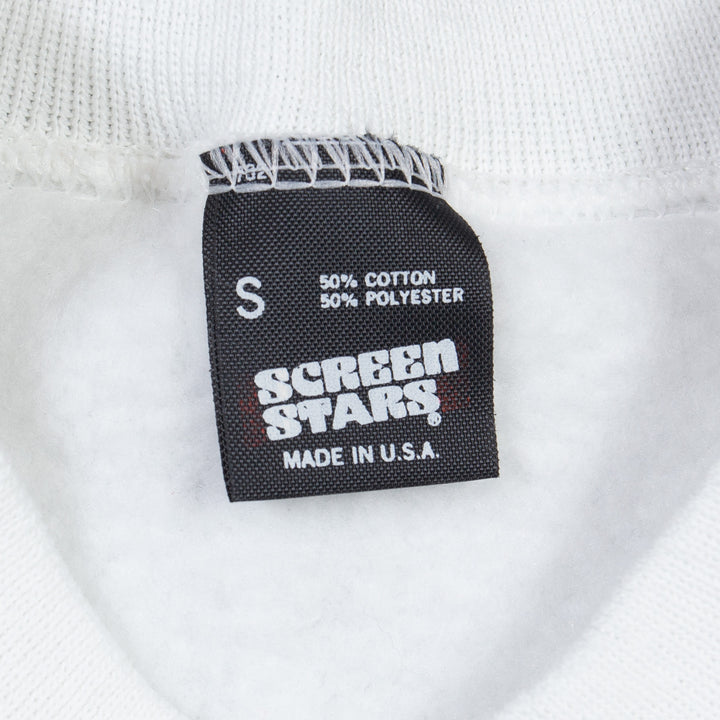 S
50% COTTON
50% POLYESTER
SCREEN
STARS®
MADE IN U.S.A.